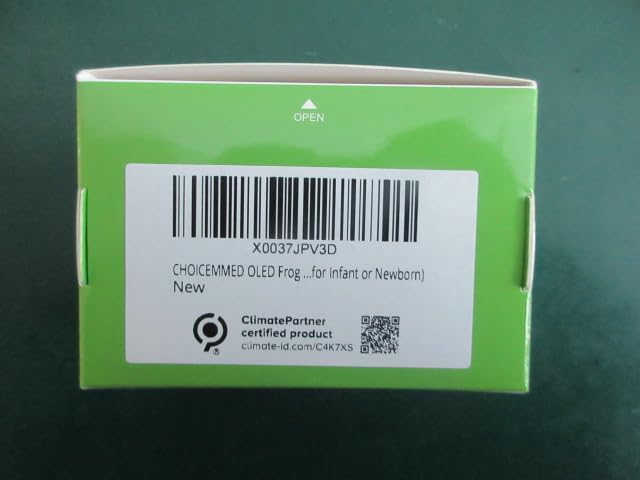 OPEN
X0037JPV3D
CHOICEMMED OLED Frog ...for Infant or Newborn)
New
ClimatePartner
certified product
climate-id.com/C4K7XS
®